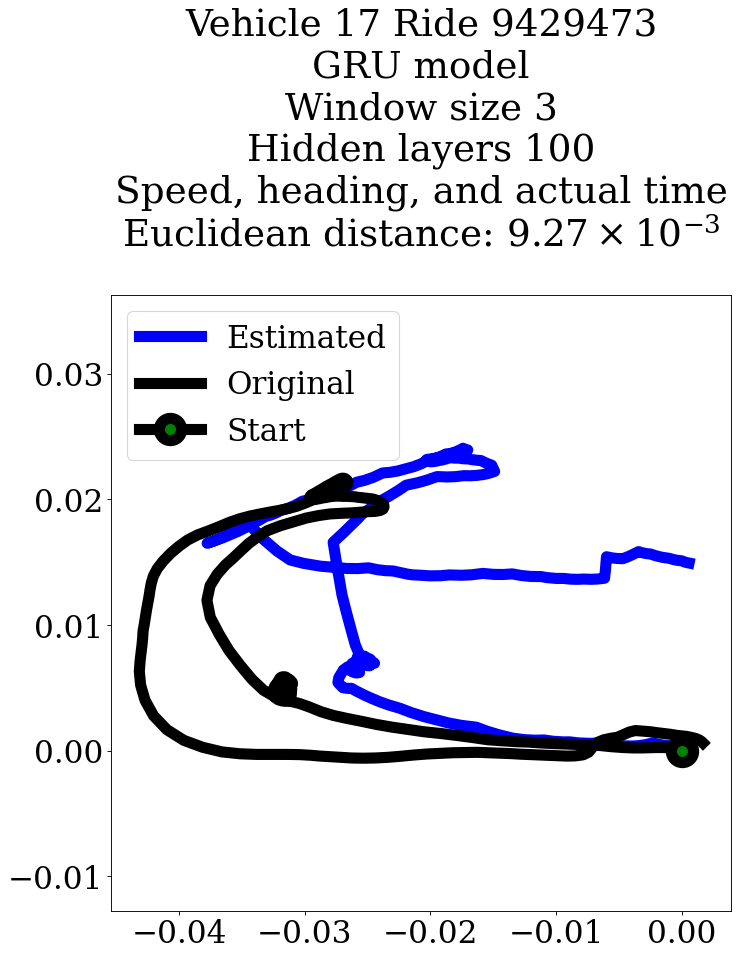 Vehicle 17 Ride 9429473
GRU model
Window size 3
Hidden layers 100
Speed, heading, and actual time
Euclidean distance: 9.27 × 10⁻³
Estimated
Original
Start
0.03
0.02
0.01
0.00
−0.01
−0.04 −0.03 −0.02 −0.01 0.00